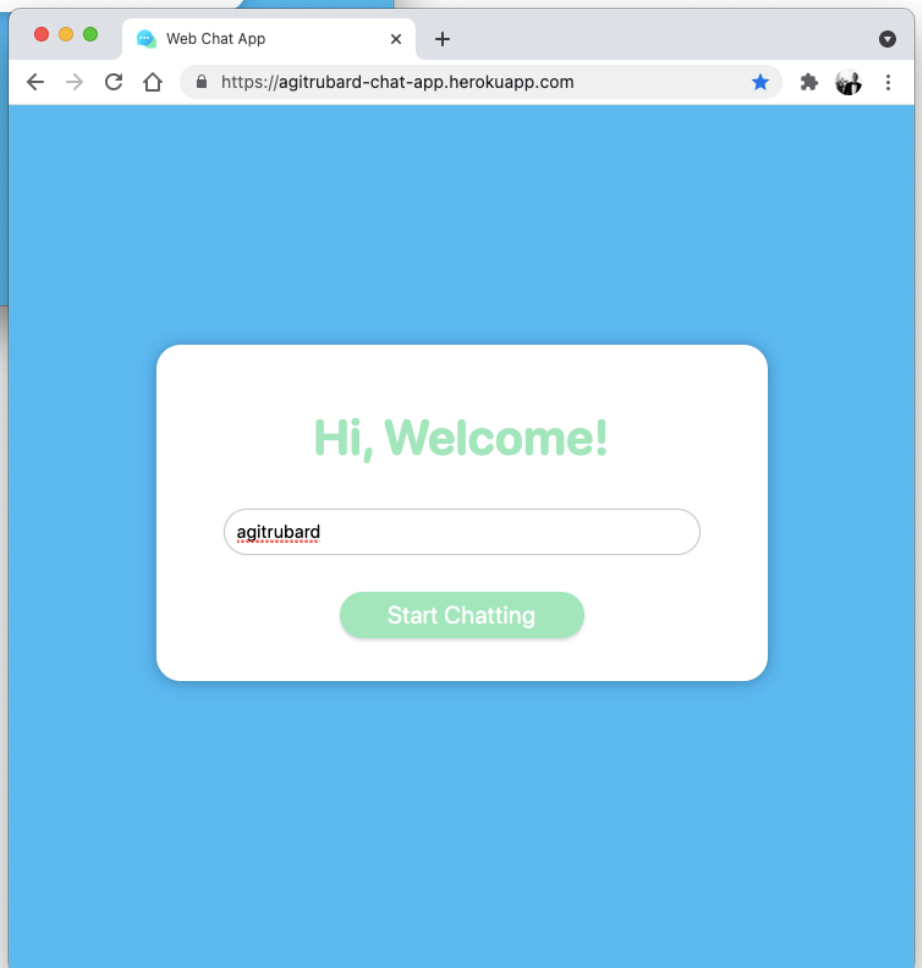 Web Chat App
https://agitrubard-chat-app.herokuapp.com
Hi, Welcome!
agitrubard
Start Chatting